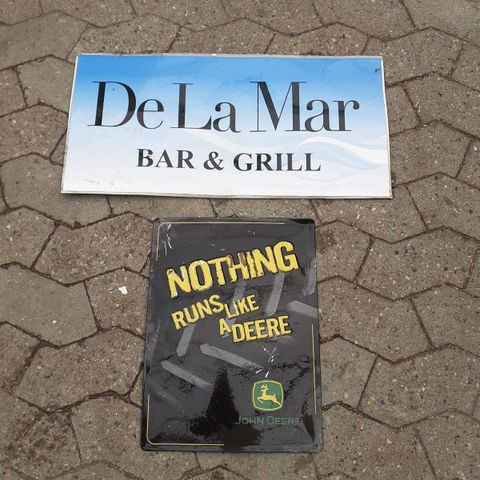 De La Mar
BAR & GRILL
NOTHING
RUNS LIKE
A DEERE
JOHN DEERE